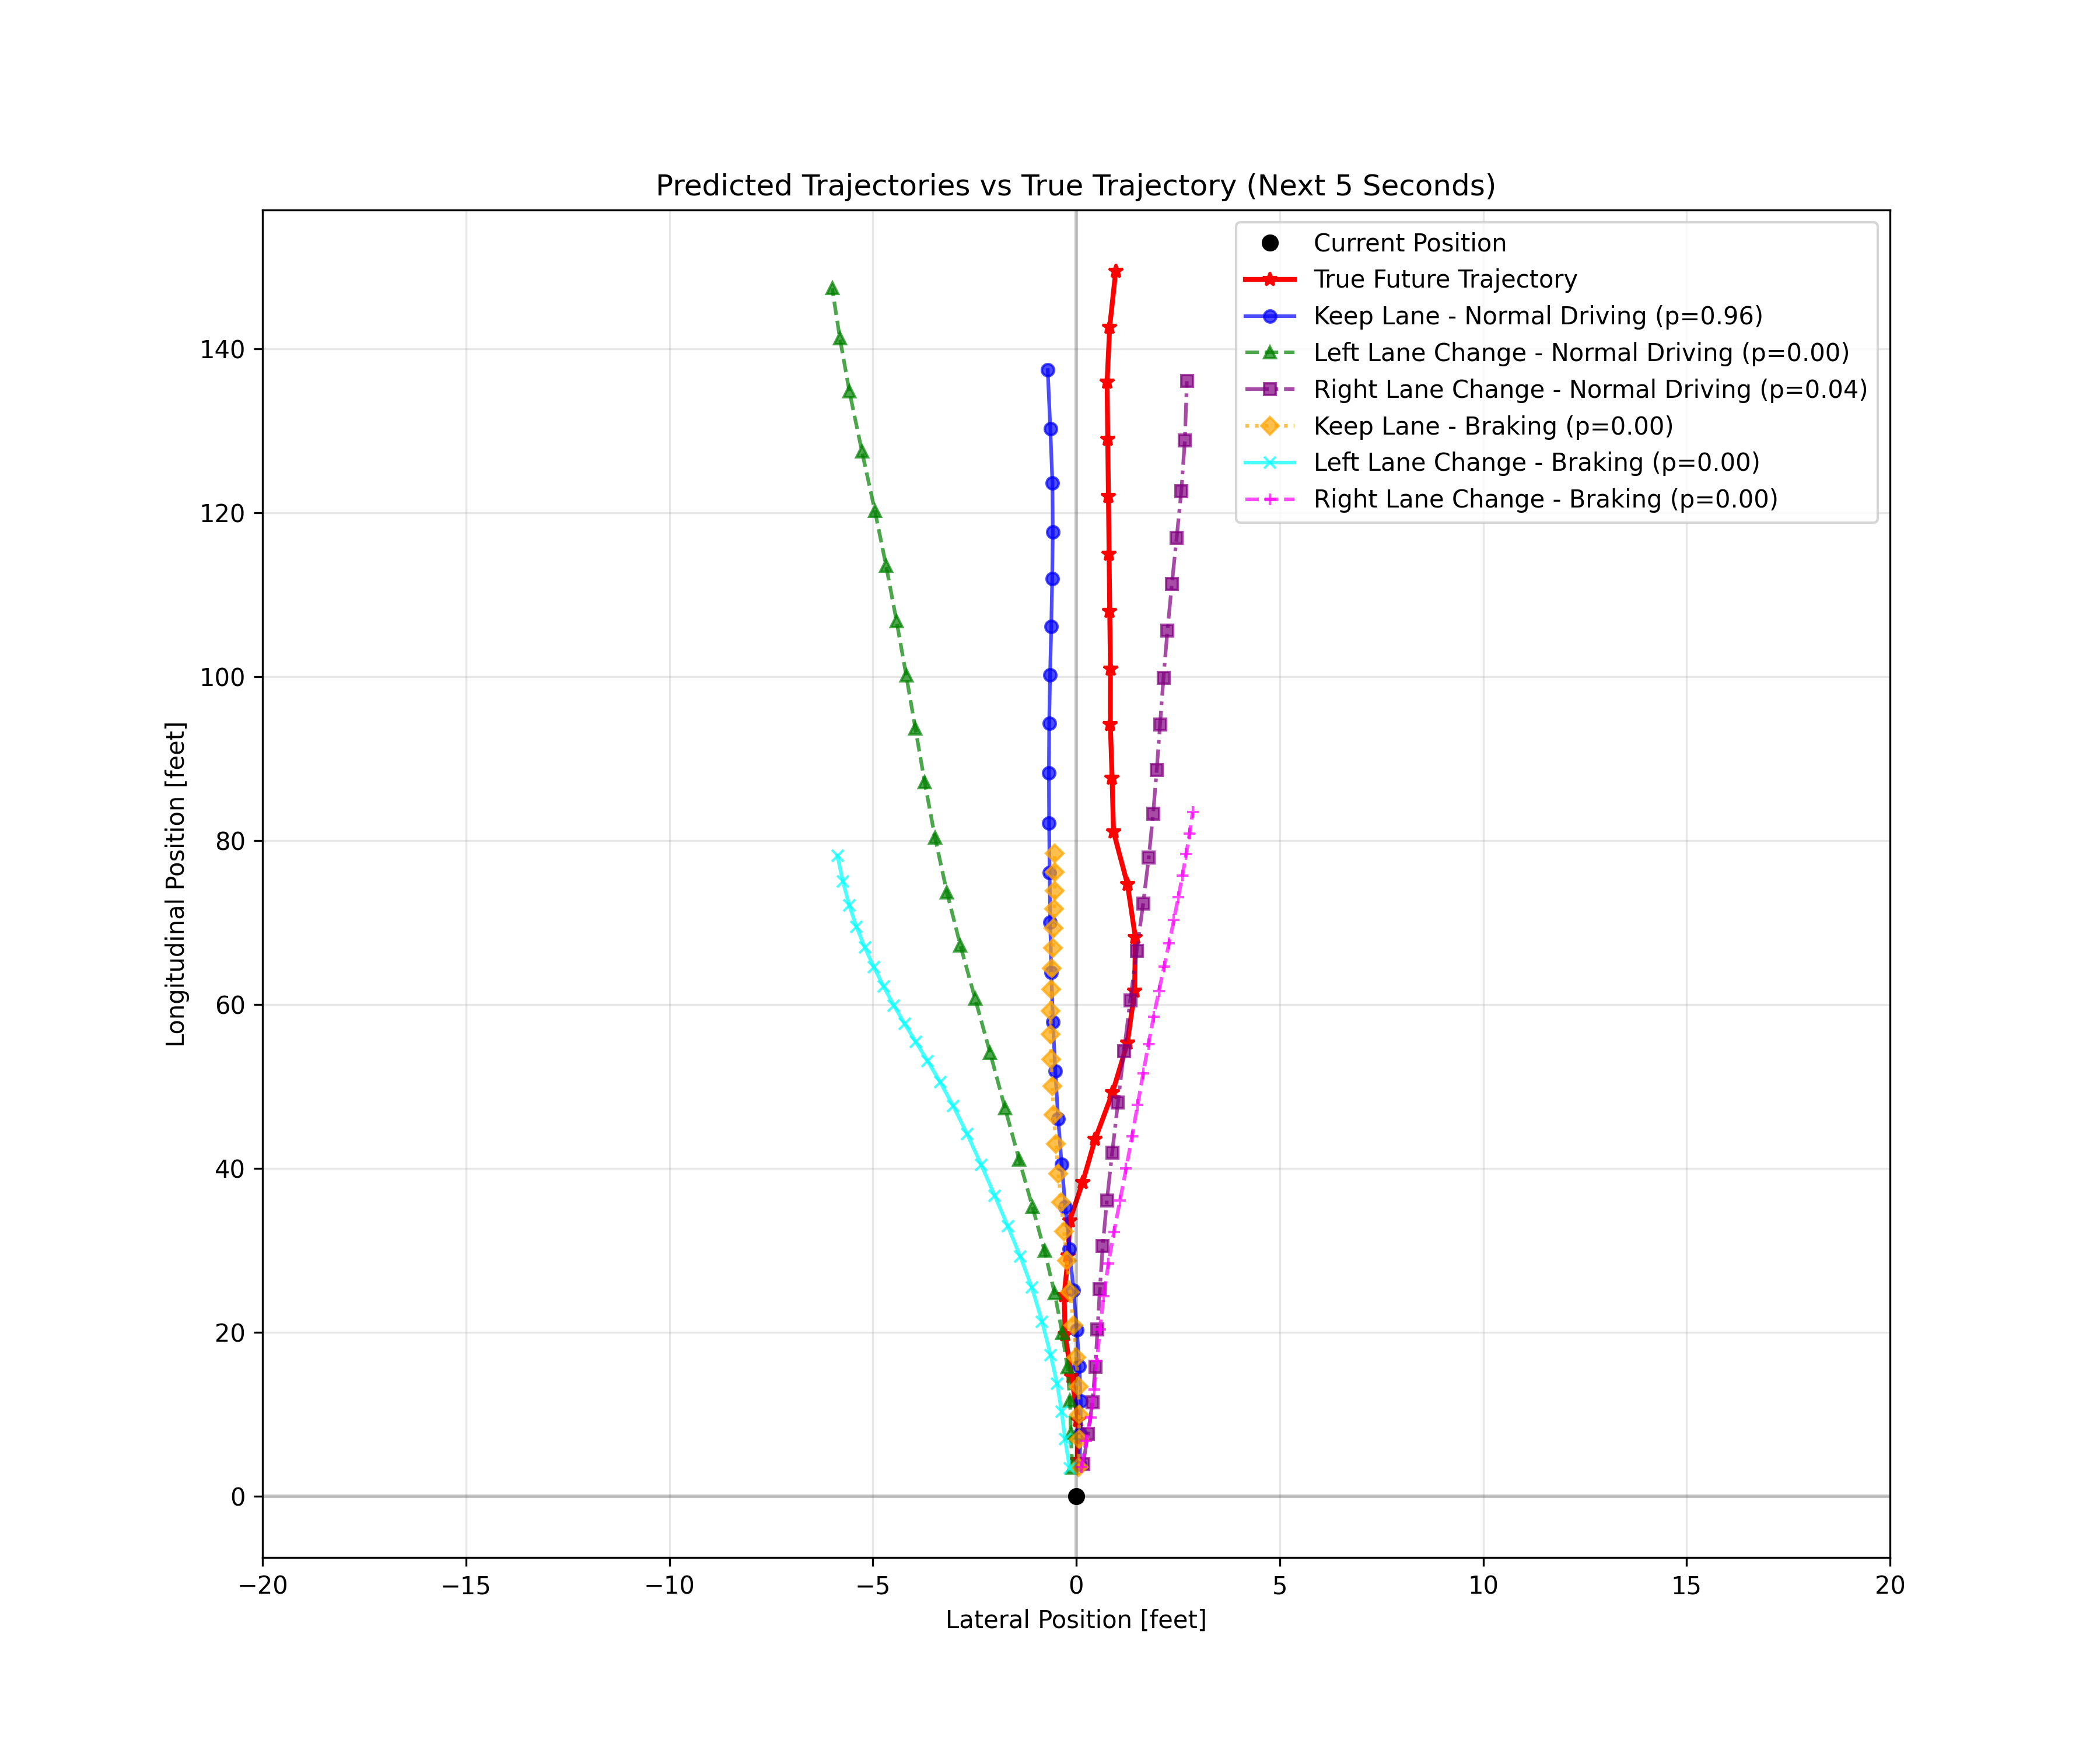 Predicted Trajectories vs True Trajectory (Next 5 Seconds)
Current Position
True Future Trajectory
Keep Lane - Normal Driving (p=0.96)
Left Lane Change - Normal Driving (p=0.00)
Right Lane Change - Normal Driving (p=0.04)
Keep Lane - Braking (p=0.00)
Left Lane Change - Braking (p=0.00)
Right Lane Change - Braking (p=0.00)
Longitudinal Position [feet]
140
120
100
80
60
40
20
0
−20 −15 −10 −5 0 5 10 15 20
Lateral Position [feet]